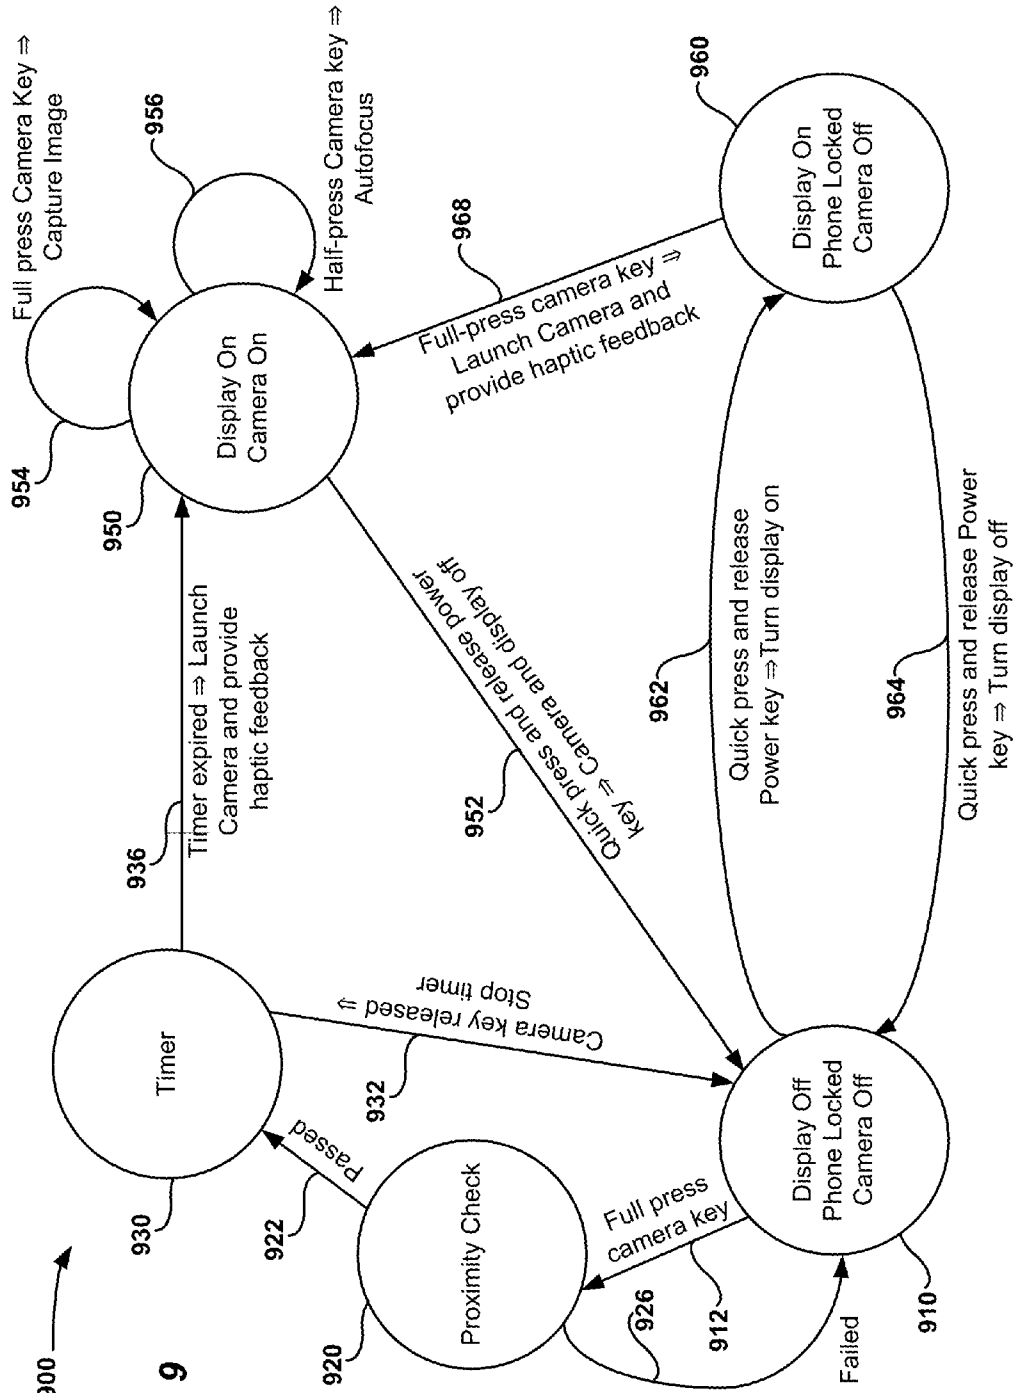 900
9
930
Timer
936
Timer expired ⇒ Launch
Camera and provide
haptic feedback
950
Display On
Camera On
954
Full press Camera Key ⇒
Capture Image
956
Half-press Camera key ⇒
Autofocus
922
Passed
932
Camera key released ⇒
Stop timer
952
Quick press and release power
key ⇒ Camera and display off
968
Full-press camera key ⇒
Launch Camera and
provide haptic feedback
960
Display On
Phone Locked
Camera Off
920
Proximity Check
926
Failed
912
Full press
camera key
910
Display Off
Phone Locked
Camera Off
962
Quick press and release
Power key ⇒Turn display on
964
Quick press and release Power
key ⇒ Turn display off